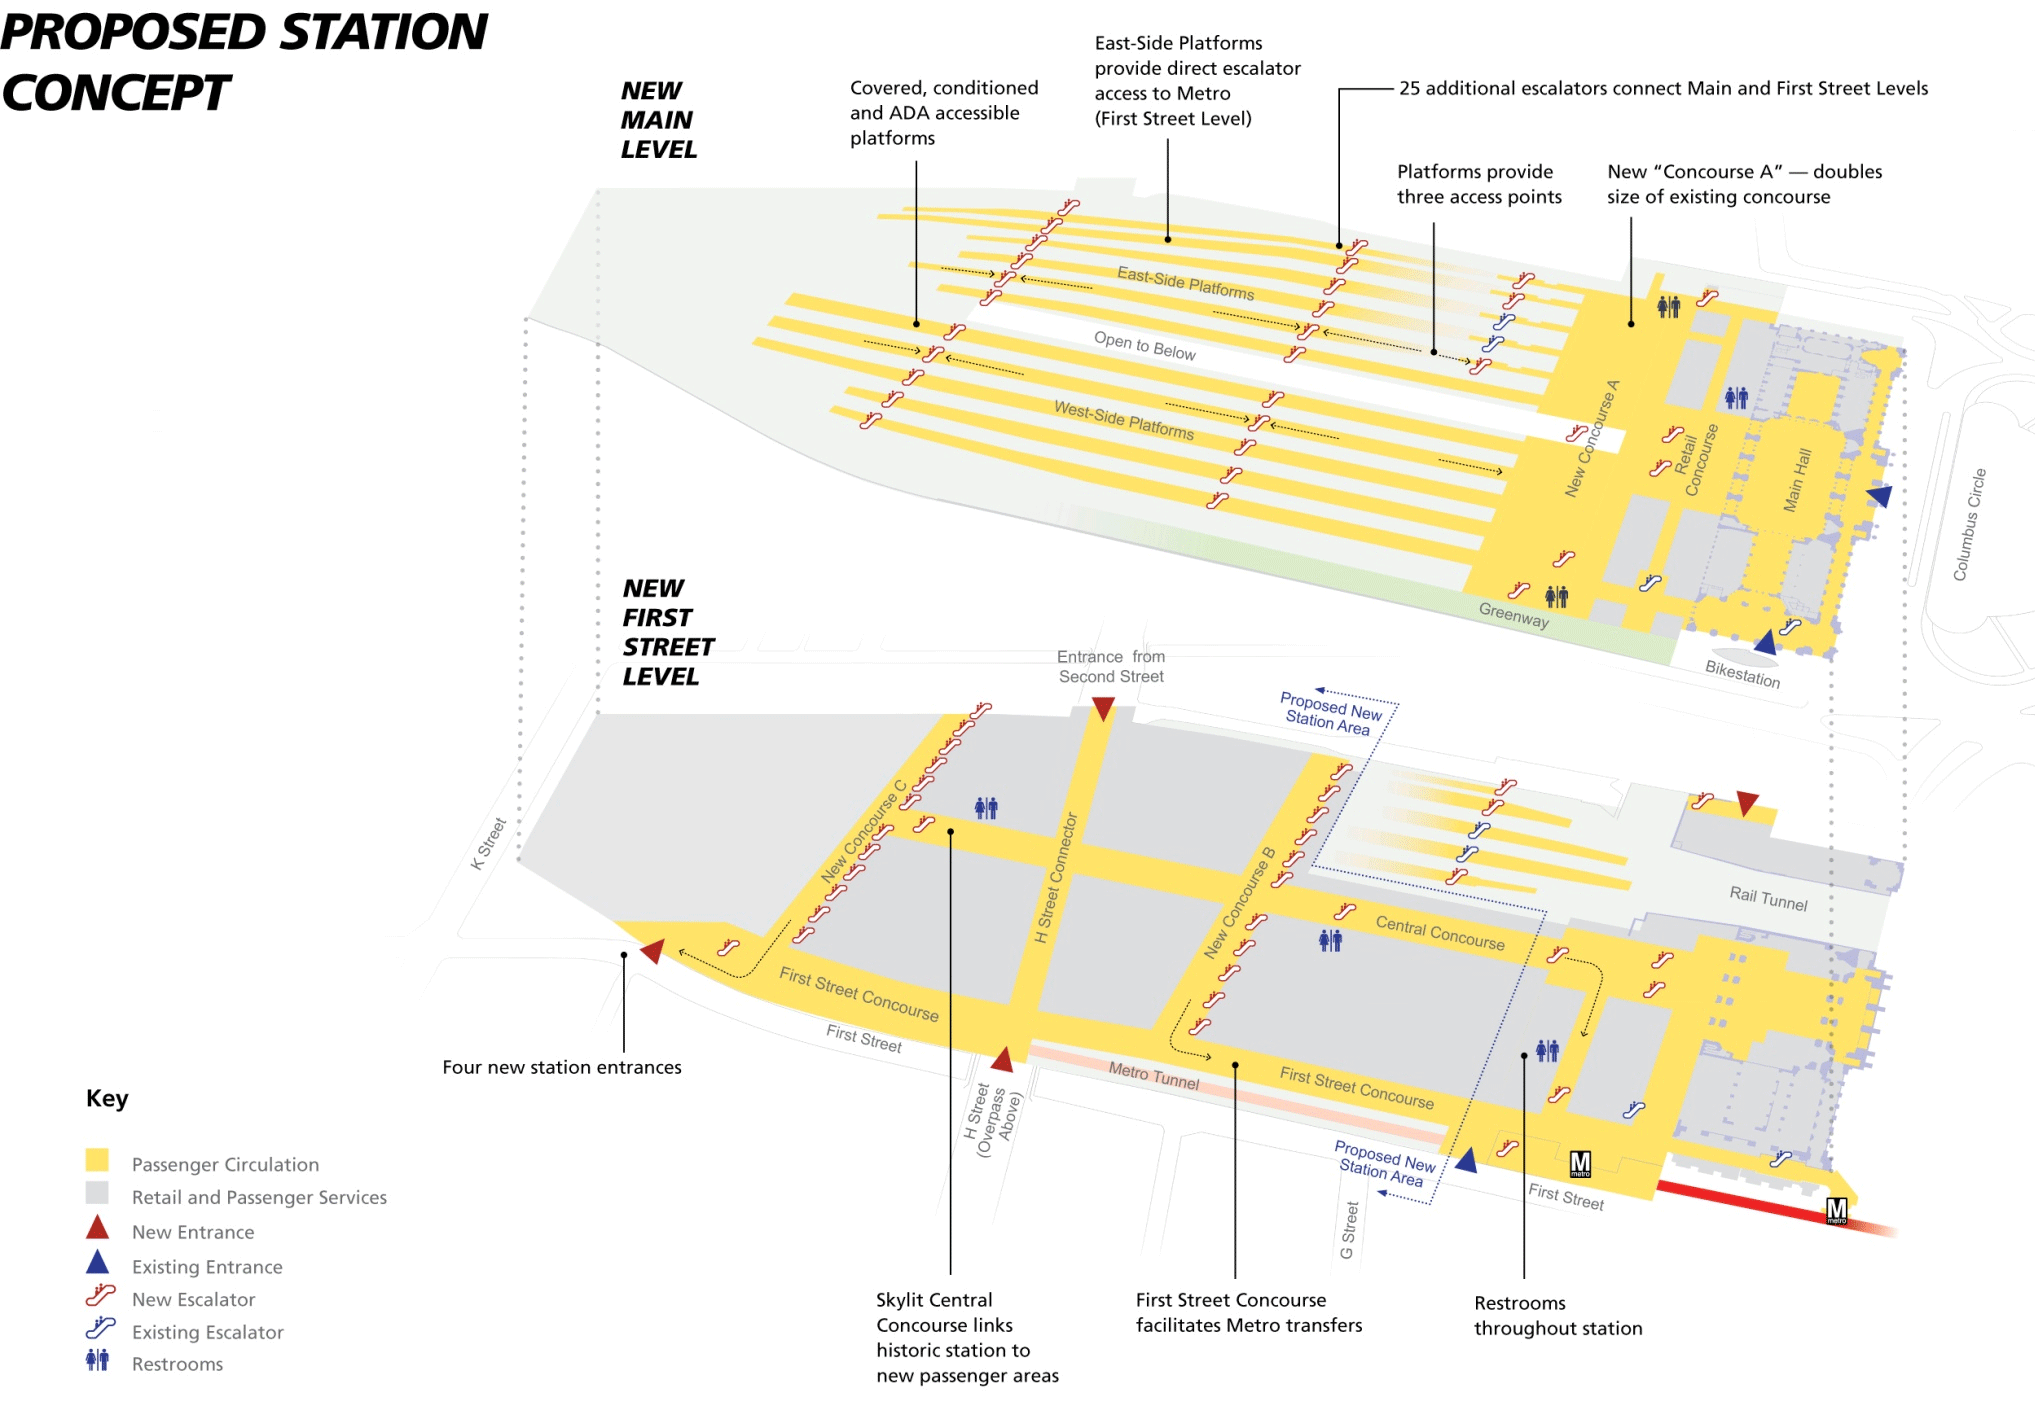 PROPOSED STATION
CONCEPT
NEW
MAIN
LEVEL
Covered, conditioned
and ADA accessible
platforms
East-Side Platforms
provide direct escalator
access to Metro
(First Street Level)
25 additional escalators connect Main and First Street Levels
Platforms provide
three access points
New “Concourse A” — doubles
size of existing concourse
East-Side Platforms
Open to Below
West-Side Platforms
New Concourse A
Retail
Concourse
Main Hall
Columbus Circle
Greenway
Bikestation
NEW
FIRST
STREET
LEVEL
Entrance from
Second Street
Proposed New
Station Area
K Street
New Concourse C
H Street Connector
New Concourse B
Central Concourse
Rail Tunnel
First Street Concourse
First Street
Metro Tunnel
First Street Concourse
H Street
(Overpass
Above)
Proposed New
Station Area
G Street
First Street
M
metro
M
metro
Four new station entrances
Key
Passenger Circulation
Retail and Passenger Services
New Entrance
Existing Entrance
New Escalator
Existing Escalator
Restrooms
Skylit Central
Concourse links
historic station to
new passenger areas
First Street Concourse
facilitates Metro transfers
Restrooms
throughout station